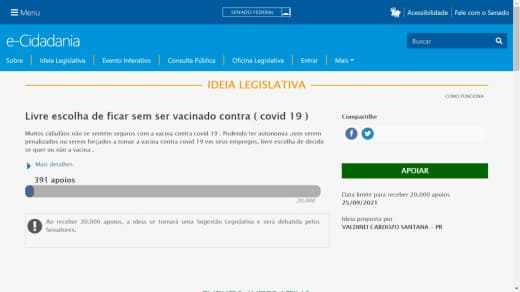 Menu
SENADO FEDERAL
Acessibilidade
Fale com o Senado
e-Cidadania
Buscar
Sobre
Ideia Legislativa
Evento Interativo
Consulta Pública
Oficina Legislativa
Entrar
Mais
IDEIA LEGISLATIVA
COMO FUNCIONA
Livre escolha de ficar sem ser vacinado contra ( covid 19 )
Muitos cidadãos não se sentem seguros com a vacina contra covid 19 . Podendo ter autonomia ,sem serem
penalizados ou serem forçados a tomar a vacina contra covid 19 em seus empregos, livre escolha de decidir
se quer ou não a vacina .
Mais detalhes
391 apoios
20.000
Ao receber 20.000 apoios, a ideia se tornará uma Sugestão Legislativa e será debatida pelos
Senadores.
Compartilhe
APOIAR
Data limite para receber 20.000 apoios
25/09/2021
Ideia proposta por
VALDINEI CARDOZO SANTANA - PR